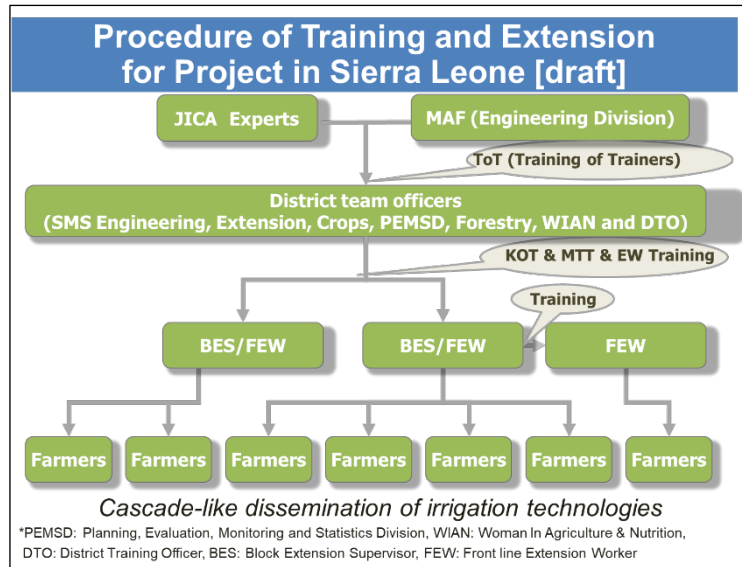 Procedure of Training and Extension
for Project in Sierra Leone [draft]
JICA Experts
MAF (Engineering Division)
ToT (Training of Trainers)
District team officers
(SMS Engineering, Extension, Crops, PEMSD, Forestry, WIAN and DTO)
KOT & MTT & EW Training
Training
BES/FEW
BES/FEW
FEW
Farmers
Farmers
Farmers
Farmers
Farmers
Farmers
Farmers
Cascade-like dissemination of irrigation technologies
*PEMSD: Planning, Evaluation, Monitoring and Statistics Division, WIAN: Woman In Agriculture & Nutrition,
DTO: District Training Officer, BES: Block Extension Supervisor, FEW: Front line Extension Worker